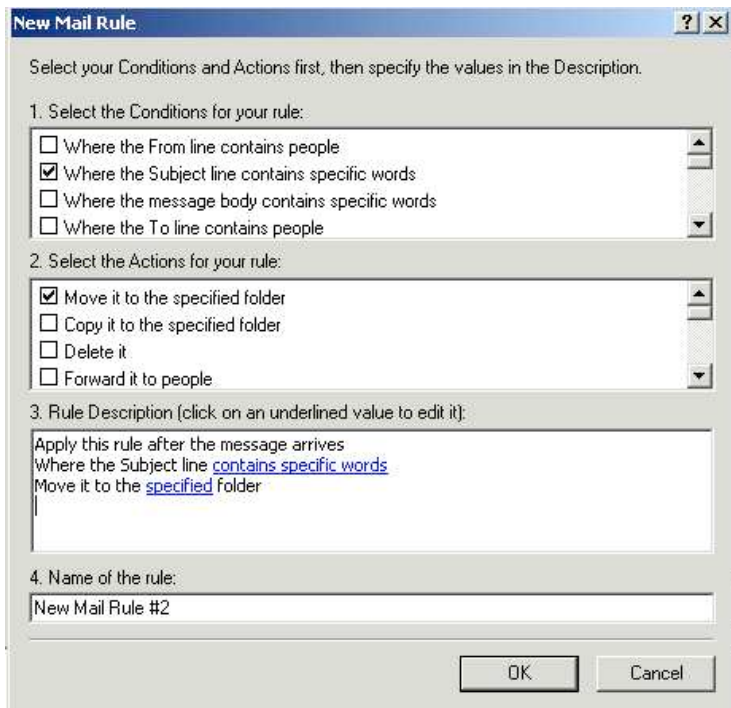 New Mail Rule
Select your Conditions and Actions first, then specify the values in the Description.
1. Select the Conditions for your rule:
Where the From line contains people
Where the Subject line contains specific words
Where the message body contains specific words
Where the To line contains people
2. Select the Actions for your rule:
Move it to the specified folder
Copy it to the specified folder
Delete it
Forward it to people
3. Rule Description (click on an underlined value to edit it):
Apply this rule after the message arrives
Where the Subject line contains specific words
Move it to the specified folder
4. Name of the rule:
New Mail Rule #2
OK Cancel